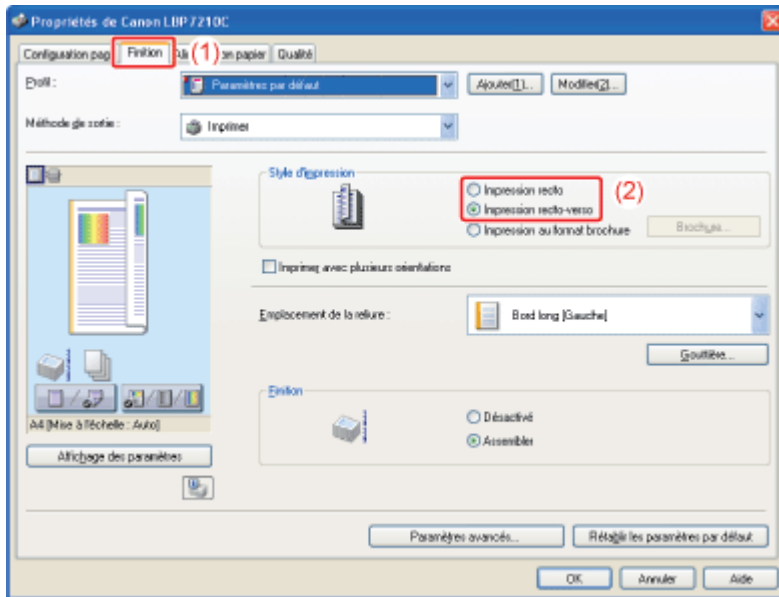 Propriétés de Canon LBP7210C
Configuration pag Finition (1) on papier Qualité
Profil : Paramètres par défaut Ajouter[1]... Modifier[2]...
Méthode de sortie : Imprimer
Style d'impression
Impression recto (2)
Impression recto-verso
Impression au format brochure Brochure...
Imprimer avec plusieurs orientations
Emplacement de la reliure : Bord long [Gauche]
Gouttière...
Finition
Désactivé
Assembler
A4 [Mise à l'échelle : Auto]
Affichage des paramètres
Paramètres avancés... Rétablir les paramètres par défaut
OK Annuler Aide